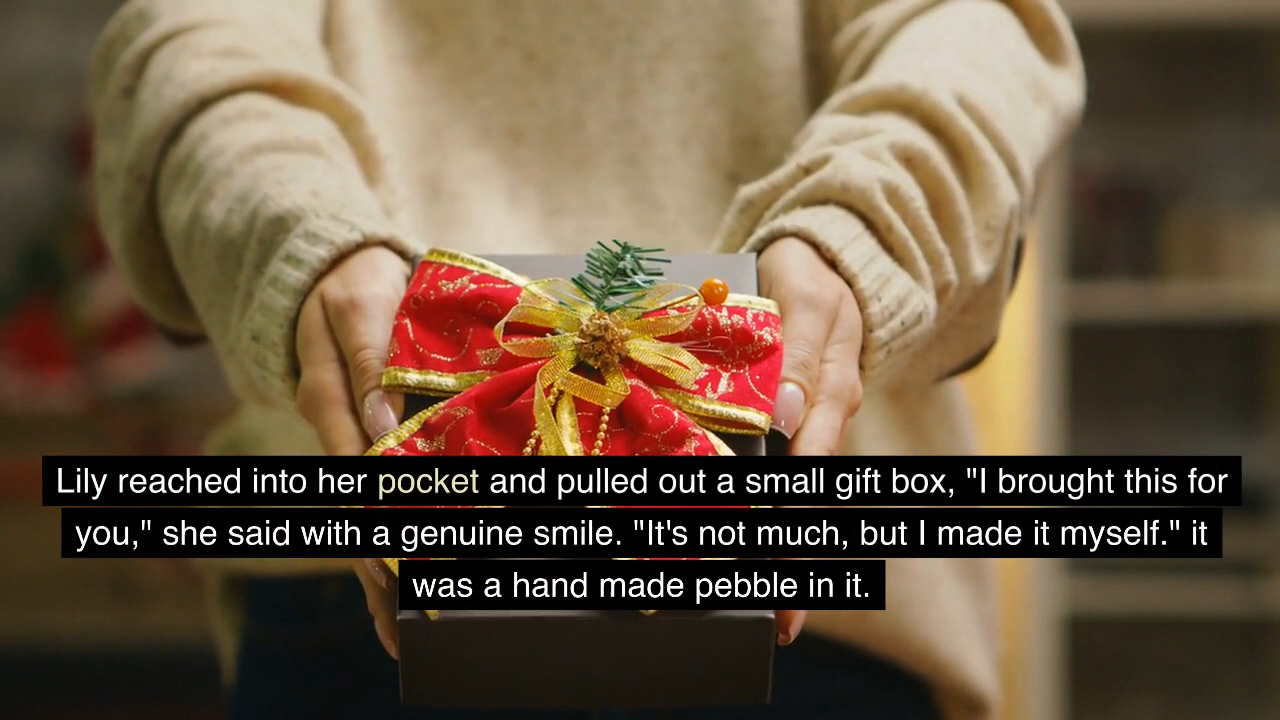 Lily reached into her pocket and pulled out a small gift box, "I brought this for
you," she said with a genuine smile. "It's not much, but I made it myself." it
was a hand made pebble in it.